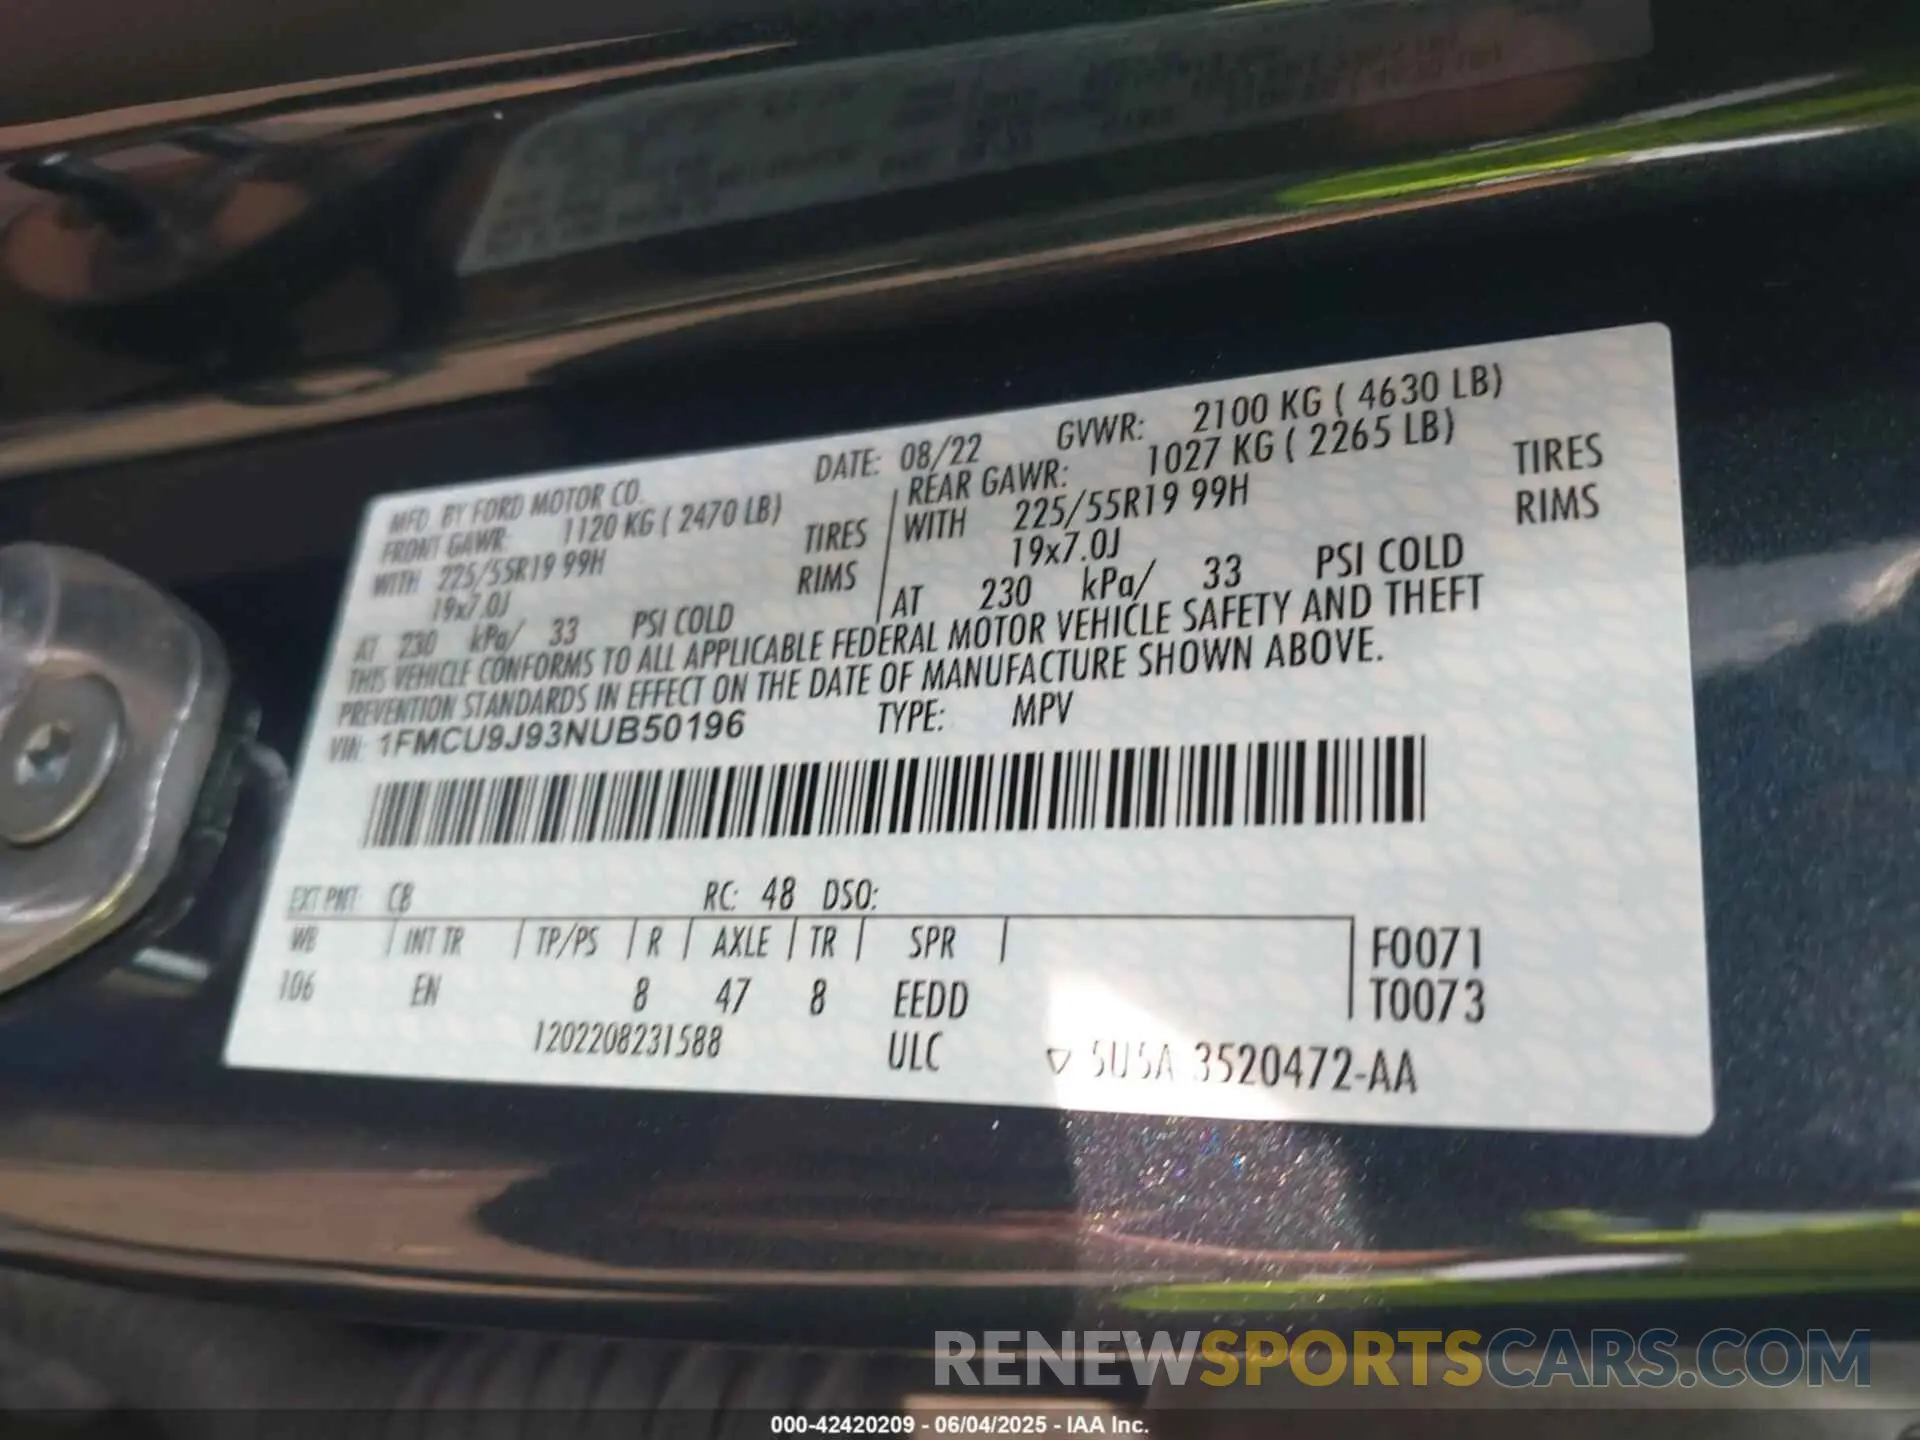 MFD. BY FORD MOTOR CO. DATE: 08/22 GVWR: 2100 KG ( 4630 LB)
FRONT GAWR: 1120 KG ( 2470 LB) REAR GAWR: 1027 KG ( 2265 LB)
WITH 225/55R19 99H TIRES WITH 225/55R19 99H TIRES
19x7.0J RIMS 19x7.0J RIMS
AT 230 kPa/ 33 PSI COLD AT 230 kPa/ 33 PSI COLD
THIS VEHICLE CONFORMS TO ALL APPLICABLE FEDERAL MOTOR VEHICLE SAFETY AND THEFT
PREVENTION STANDARDS IN EFFECT ON THE DATE OF MANUFACTURE SHOWN ABOVE.
VIN: 1FMCU9J93NUB50196 TYPE: MPV
EXT PNT: C8 RC: 48 DSO:
WB INT TR TP/PS R AXLE TR SPR F0071
106 EN 8 47 8 EEDD T0073
1202208231588 ULC ▽ 5U5A 3520472-AA
RENEWSPORTSCARS.COM
000-42420209 - 06/04/2025 - IAA Inc.